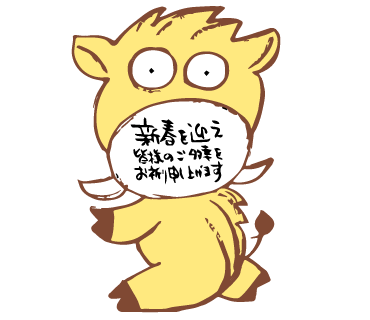 新春を迎え
皆様のご多幸を
お祈り申し上げます